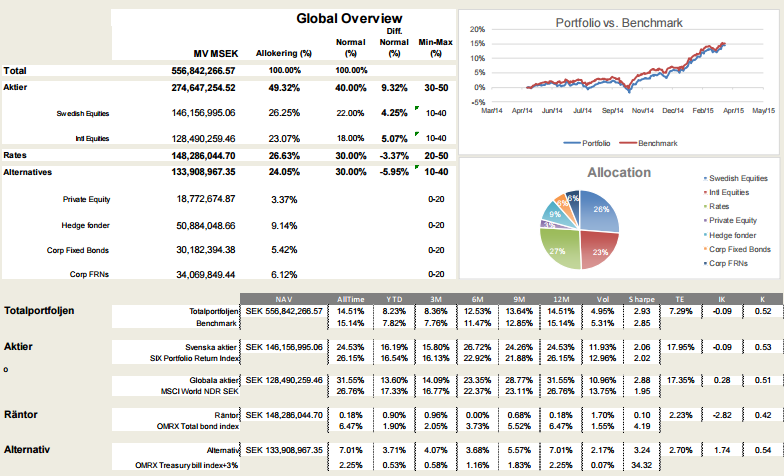 Global Overview
MV MSEK Allokering (%) Normal (%) Diff. Normal (%) Min-Max (%)
Total 556,842,266.57 100.00% 100.00%
Aktier 274,647,254.52 49.32% 40.00% 9.32% 30-50
Swedish Equities 146,156,995.06 26.25% 22.00% 4.25% 10-40
Intl Equities 128,490,259.46 23.07% 18.00% 5.07% 10-40
Rates 148,286,044.70 26.63% 30.00% -3.37% 20-50
Alternatives 133,908,967.35 24.05% 30.00% -5.95% 10-40
Private Equity 18,772,674.87 3.37% 0-20
Hedge fonder 50,884,048.66 9.14% 0-20
Corp Fixed Bonds 30,182,394.38 5.42% 0-20
Corp FRNs 34,069,849.44 6.12% 0-20
Portfolio vs. Benchmark
20%
15%
10%
5%
0%
-5%
Mar/14 Apr/14 Jun/14 Jul/14 Sep/14 Nov/14 Dec/14 Feb/15 Apr/15 May/15
Portfolio Benchmark
Allocation
26%
23%
27%
9%
6%
Swedish Equities
Intl Equities
Rates
Private Equity
Hedge fonder
Corp Fixed Bonds
Corp FRNs
NAV AllTime YTD 3M 6M 9M 12M Vol Sharpe TE IK K
Totalportfoljen Totalportfoljen SEK 556,842,266.57 14.51% 8.23% 8.36% 12.53% 13.64% 14.51% 4.95% 2.93 7.29% -0.09 0.52
Benchmark 15.14% 7.82% 7.76% 11.47% 12.85% 15.14% 5.31% 2.85
Aktier Svenska aktier SEK 146,156,995.06 24.53% 16.19% 15.80% 26.72% 24.26% 24.53% 11.93% 2.06 17.95% -0.09 0.53
SIX Portfolio Return Index 26.15% 16.54% 16.13% 22.92% 21.88% 26.15% 12.96% 2.02
o
Globala aktier SEK 128,490,259.46 31.55% 13.60% 14.09% 23.35% 28.77% 31.55% 10.96% 2.88 17.35% 0.28 0.51
MSCI World NDR SEK 26.76% 17.33% 16.77% 22.37% 23.11% 26.76% 13.75% 1.95
Räntor Räntor SEK 148,286,044.70 0.18% 0.90% 0.96% 0.00% 0.68% 0.18% 1.70% 0.10 2.23% -2.82 0.42
OMRX Total bond index 6.47% 1.90% 2.05% 3.73% 5.52% 6.47% 1.55% 4.19
Alternativ Alternativ SEK 133,908,967.35 7.01% 3.71% 4.07% 3.68% 5.57% 7.01% 2.17% 3.24 2.70% 1.74 0.54
OMRX Treasury bill index+3% 2.25% 0.53% 0.58% 1.16% 1.83% 2.25% 0.07% 34.32